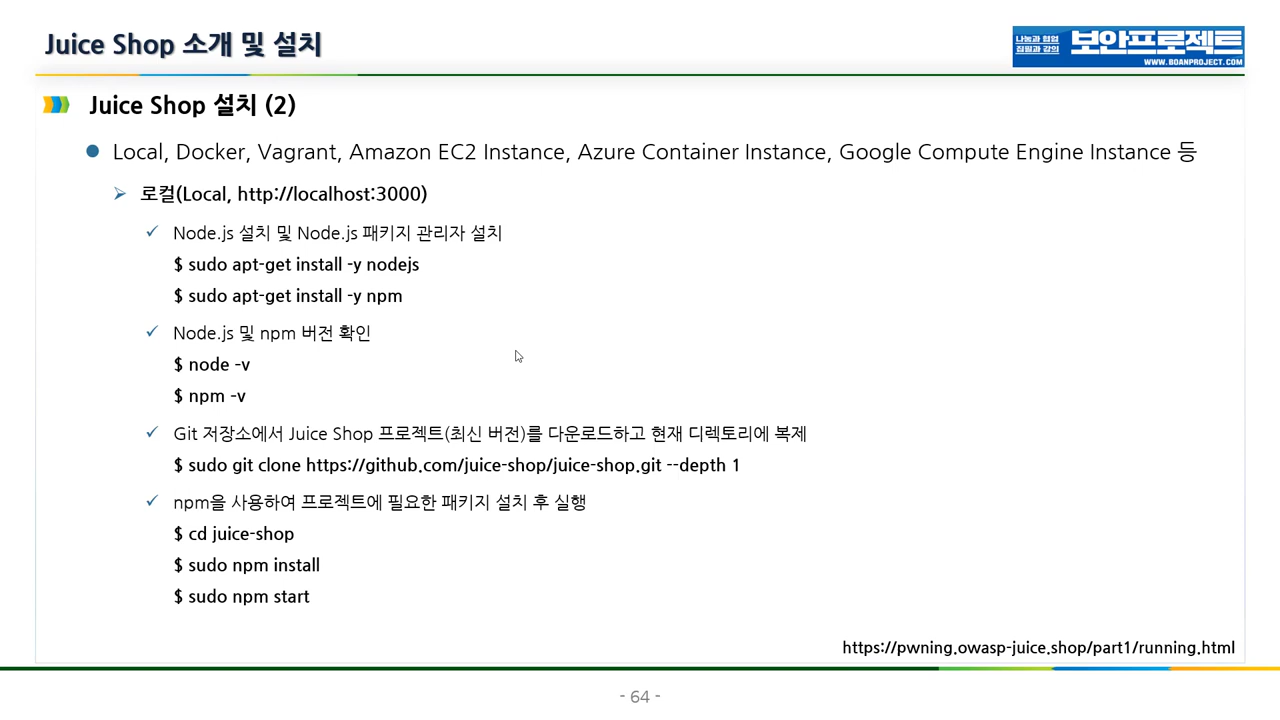 Juice Shop 소개 및 설치
나눔과 협업
집필과 강의
보안프로젝트
WWW.BOANPROJECT.COM
Juice Shop 설치 (2)
Local, Docker, Vagrant, Amazon EC2 Instance, Azure Container Instance, Google Compute Engine Instance 등
로컬(Local, http://localhost:3000)
Node.js 설치 및 Node.js 패키지 관리자 설치
$ sudo apt-get install -y nodejs
$ sudo apt-get install -y npm
Node.js 및 npm 버전 확인
$ node –v
$ npm –v
Git 저장소에서 Juice Shop 프로젝트(최신 버전)를 다운로드하고 현재 디렉토리에 복제
$ sudo git clone https://github.com/juice-shop/juice-shop.git --depth 1
npm을 사용하여 프로젝트에 필요한 패키지 설치 후 실행
$ cd juice-shop
$ sudo npm install
$ sudo npm start
https://pwning.owasp-juice.shop/part1/running.html
- 64 -